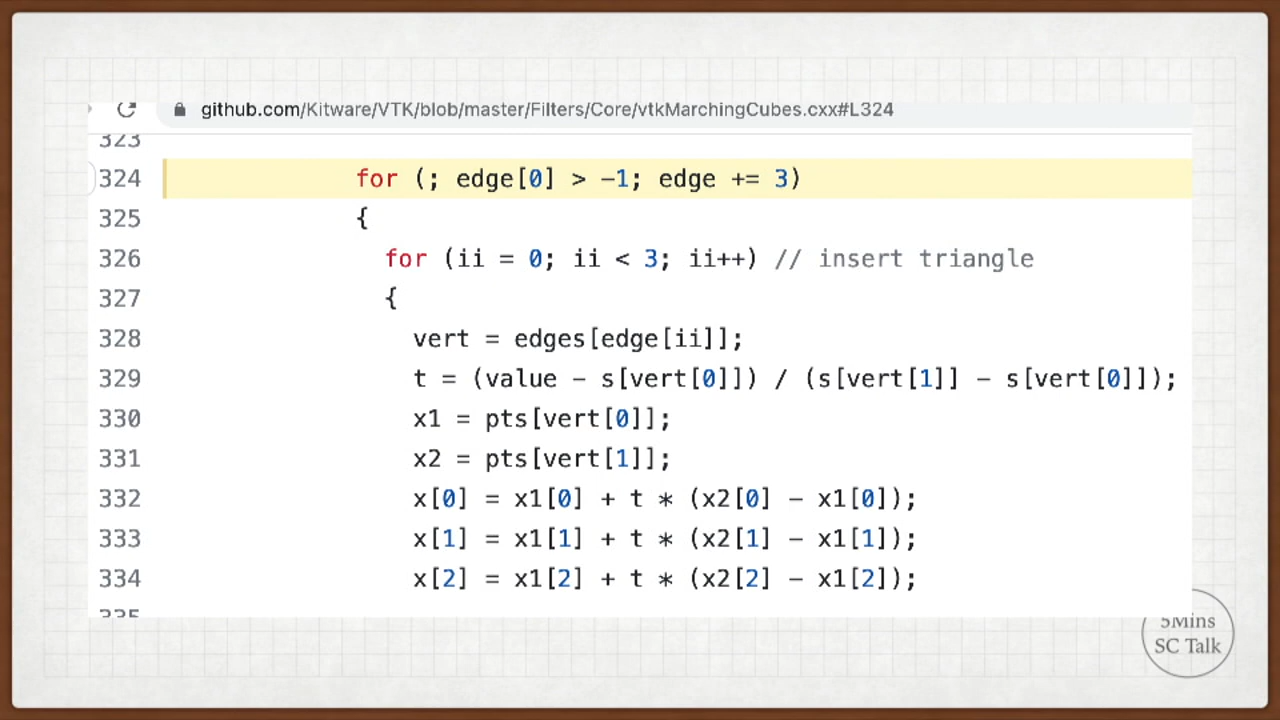 github.com/Kitware/VTK/blob/master/Filters/Core/vtkMarchingCubes.cxx#L324
323
324 for (; edge[0] > -1; edge += 3)
325 {
326 for (ii = 0; ii < 3; ii++) // insert triangle
327 {
328 vert = edges[edge[ii]];
329 t = (value - s[vert[0]]) / (s[vert[1]] - s[vert[0]]);
330 x1 = pts[vert[0]];
331 x2 = pts[vert[1]];
332 x[0] = x1[0] + t * (x2[0] - x1[0]);
333 x[1] = x1[1] + t * (x2[1] - x1[1]);
334 x[2] = x1[2] + t * (x2[2] - x1[2]);
335
5Mins
SC Talk